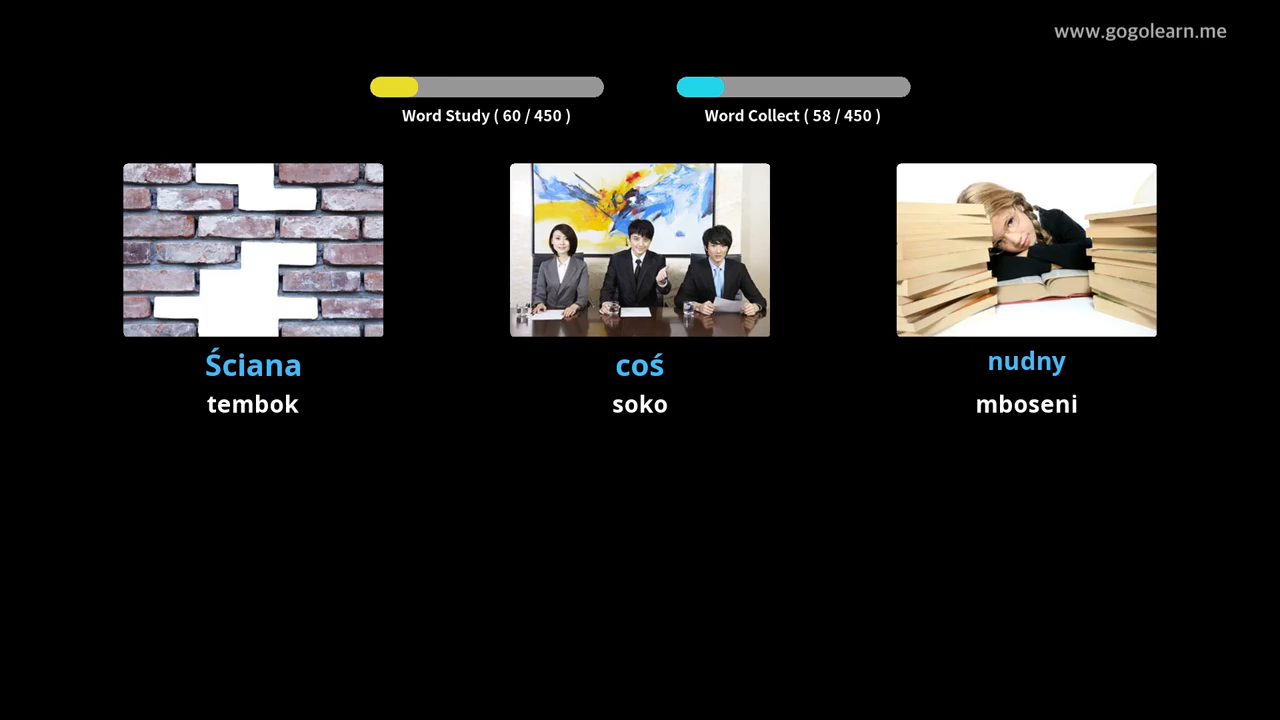 www.gogolearn.me
Word Study ( 60 / 450 )
Word Collect ( 58 / 450 )
Ściana
tembok
coś
soko
nudny
mboseni